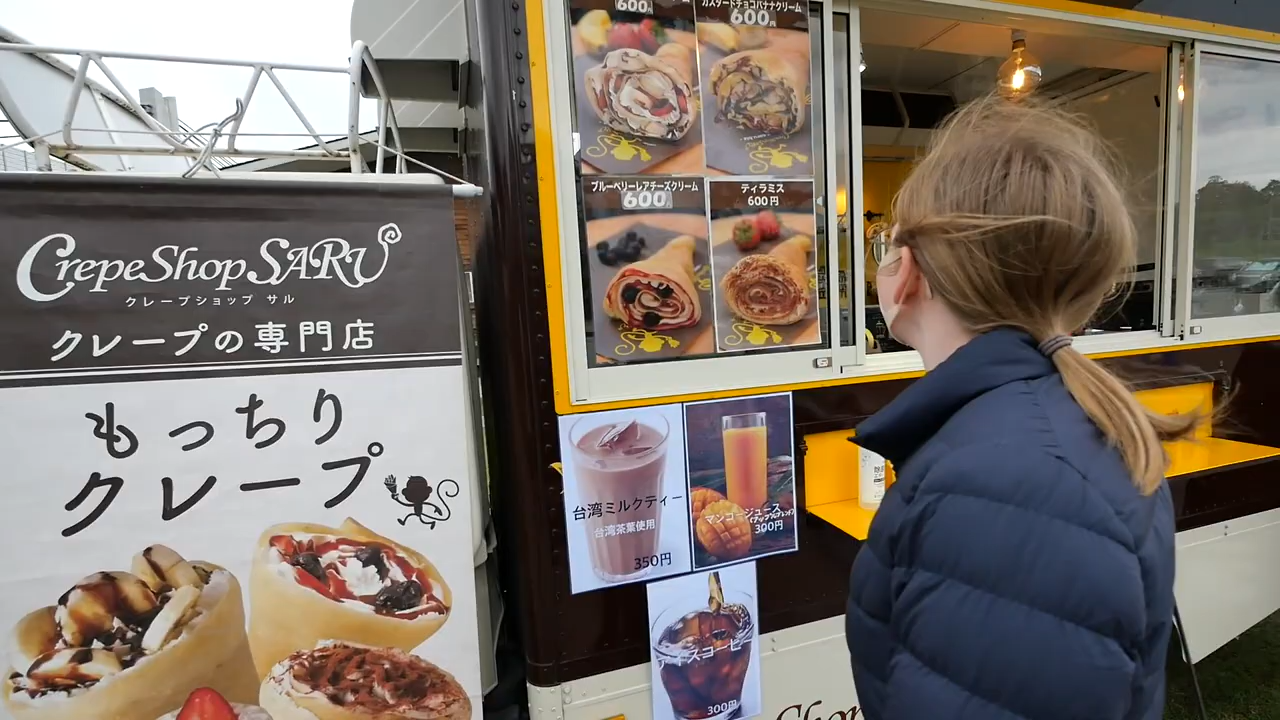 CrepeShop SARU
クレープショップ サル
クレープの専門店
もっちり
クレープ
600円
カスタードチョコバナナクリーム
600円
ブルーベリーレアチーズクリーム
600円
ティラミス
600円
台湾ミルクティー
台湾茶葉使用
350円
マンゴージュース
300円
アイスコーヒー
300円